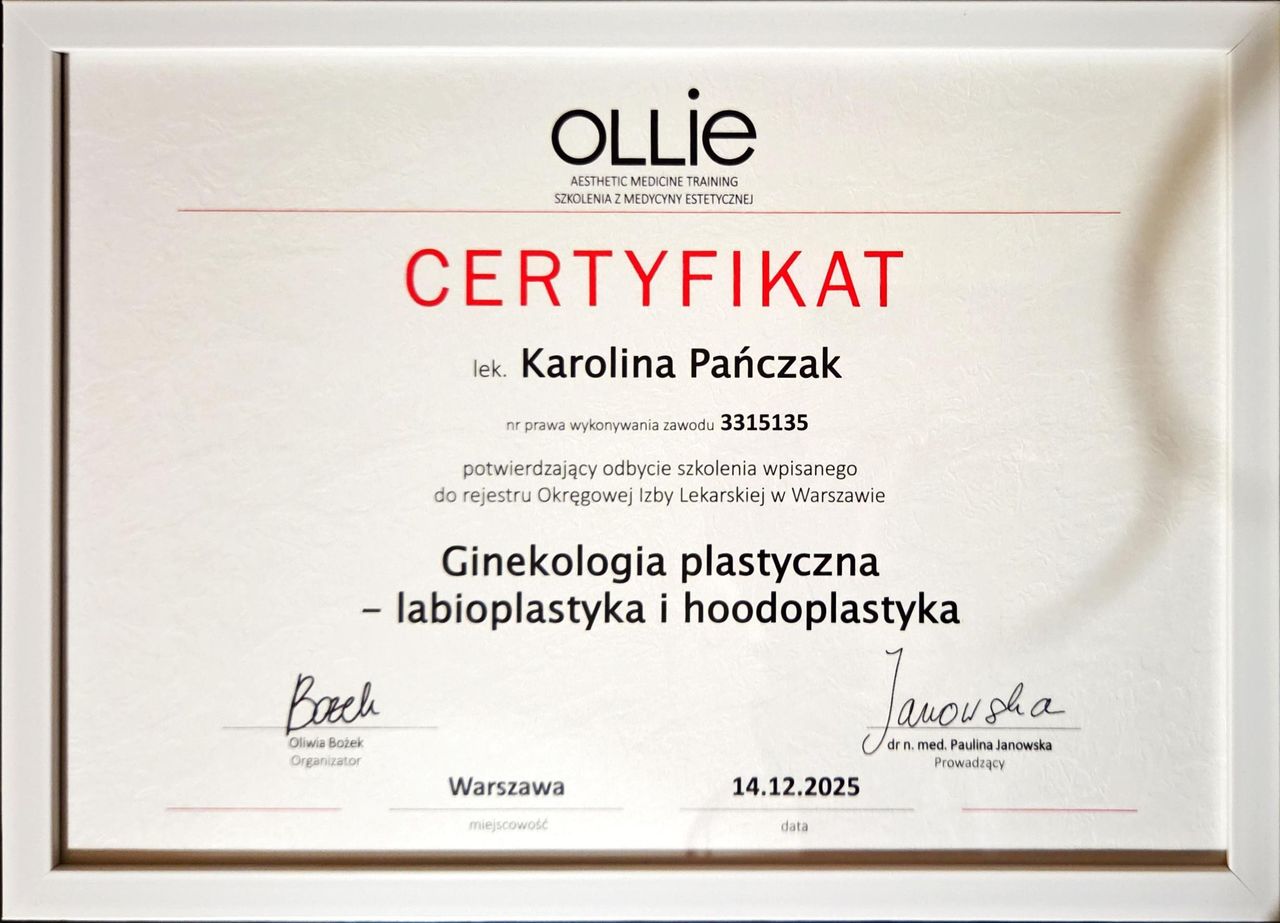 OLLie
AESTHETIC MEDICINE TRAINING
SZKOLENIA Z MEDYCYNY ESTETYCZNEJ
CERTYFIKAT
lek. Karolina Pańczak
nr prawa wykonywania zawodu 3315135
potwierdzający odbycie szkolenia wpisanego
do rejestru Okręgowej Izby Lekarskiej w Warszawie
Ginekologia plastyczna
– labioplastyka i hoodoplastyka
Bożek
Janowska
Oliwia Bożek
Organizator
dr n. med. Paulina Janowska
Prowadzący
Warszawa
miejscowość
14.12.2025
data